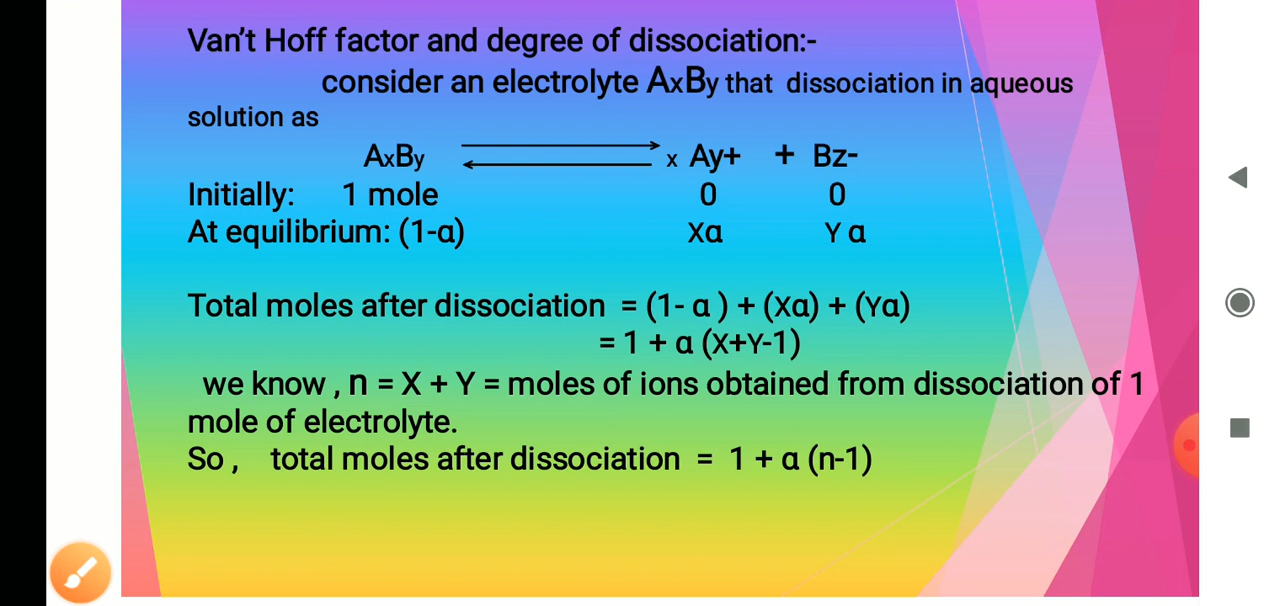 Van't Hoff factor and degree of dissociation:-
consider an electrolyte AxBy that dissociation in aqueous
solution as
AxBy ⇌ x Ay+ + Bz-
Initially: 1 mole 0 0
At equilibrium: (1-α) Xα Y α
Total moles after dissociation = (1- α ) + (Xα) + (Yα)
= 1 + α (X+Y-1)
we know , n = X + Y = moles of ions obtained from dissociation of 1
mole of electrolyte.
So , total moles after dissociation = 1 + α (n-1)